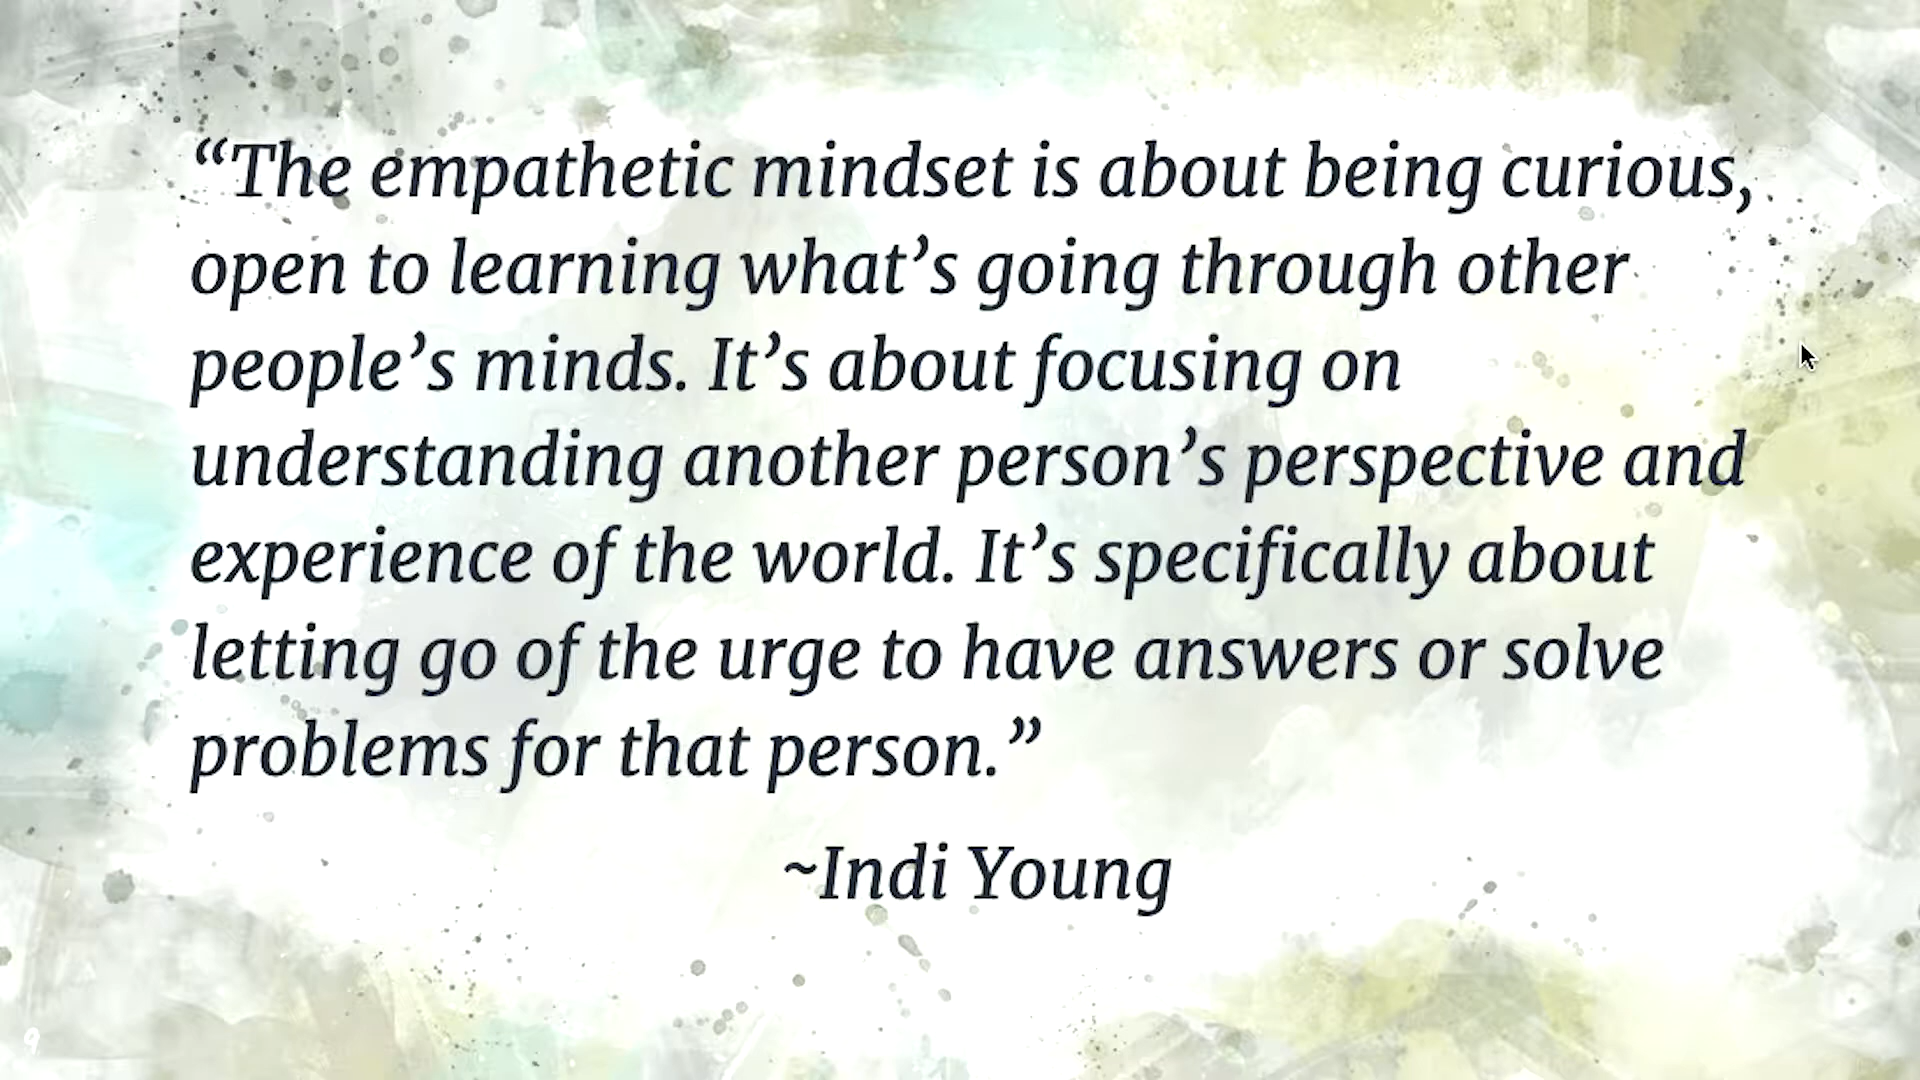 “The empathetic mindset is about being curious,
open to learning what’s going through other
people’s minds. It’s about focusing on
understanding another person’s perspective and
experience of the world. It’s specifically about
letting go of the urge to have answers or solve
problems for that person.”
~Indi Young
9